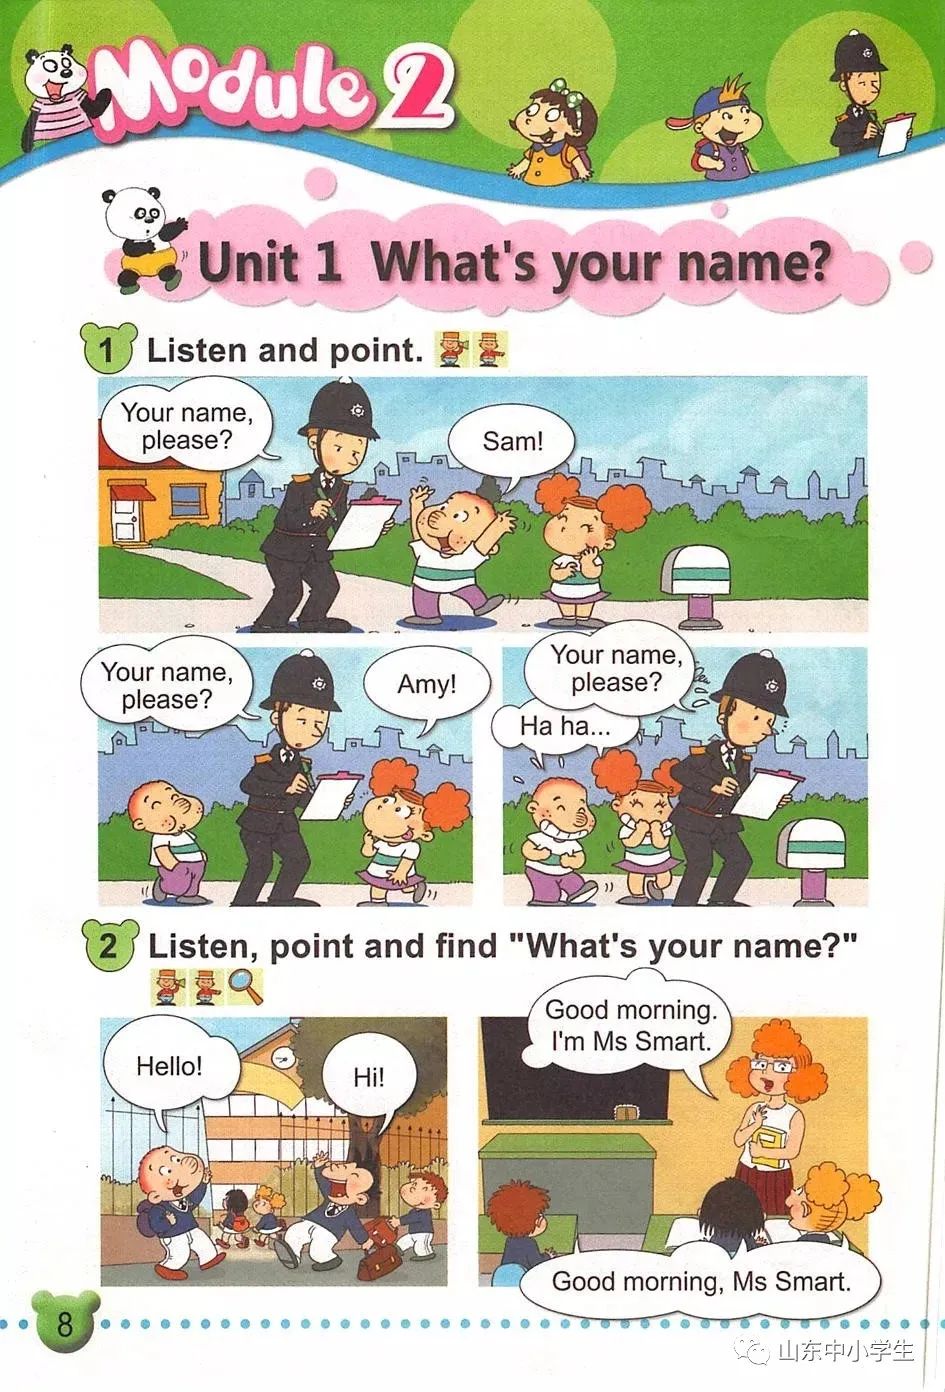 Module 2
Unit 1 What's your name?
1 Listen and point.
Your name,
please?
Sam!
Your name,
please?
Amy!
Your name,
please?
Ha ha...
2 Listen, point and find "What's your name?"
Hello!
Hi!
Good morning.
I'm Ms Smart.
Good morning, Ms Smart.
8
山东中小学生